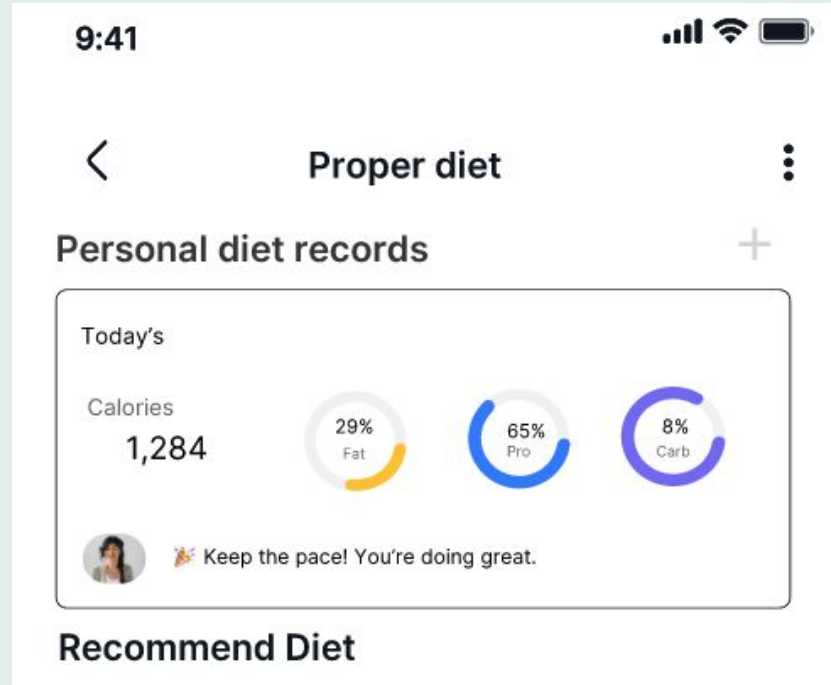 9:41
Proper diet
Personal diet records
Today's
Calories
1,284
29%
Fat
65%
Pro
8%
Carb
🎉 Keep the pace! You're doing great.
Recommend Diet